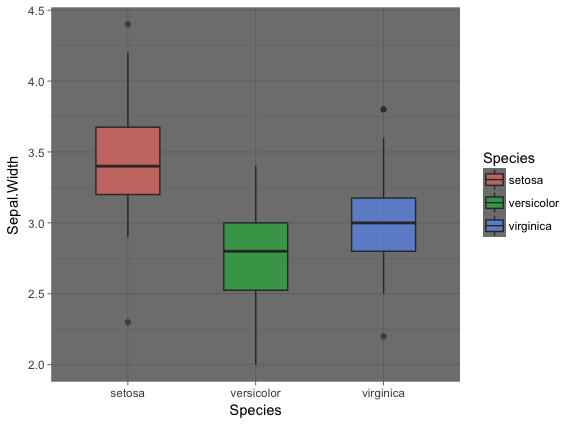 4.5
4.0
3.5
3.0
2.5
2.0
Sepal.Width
setosa
versicolor
virginica
Species
Species
setosa
versicolor
virginica